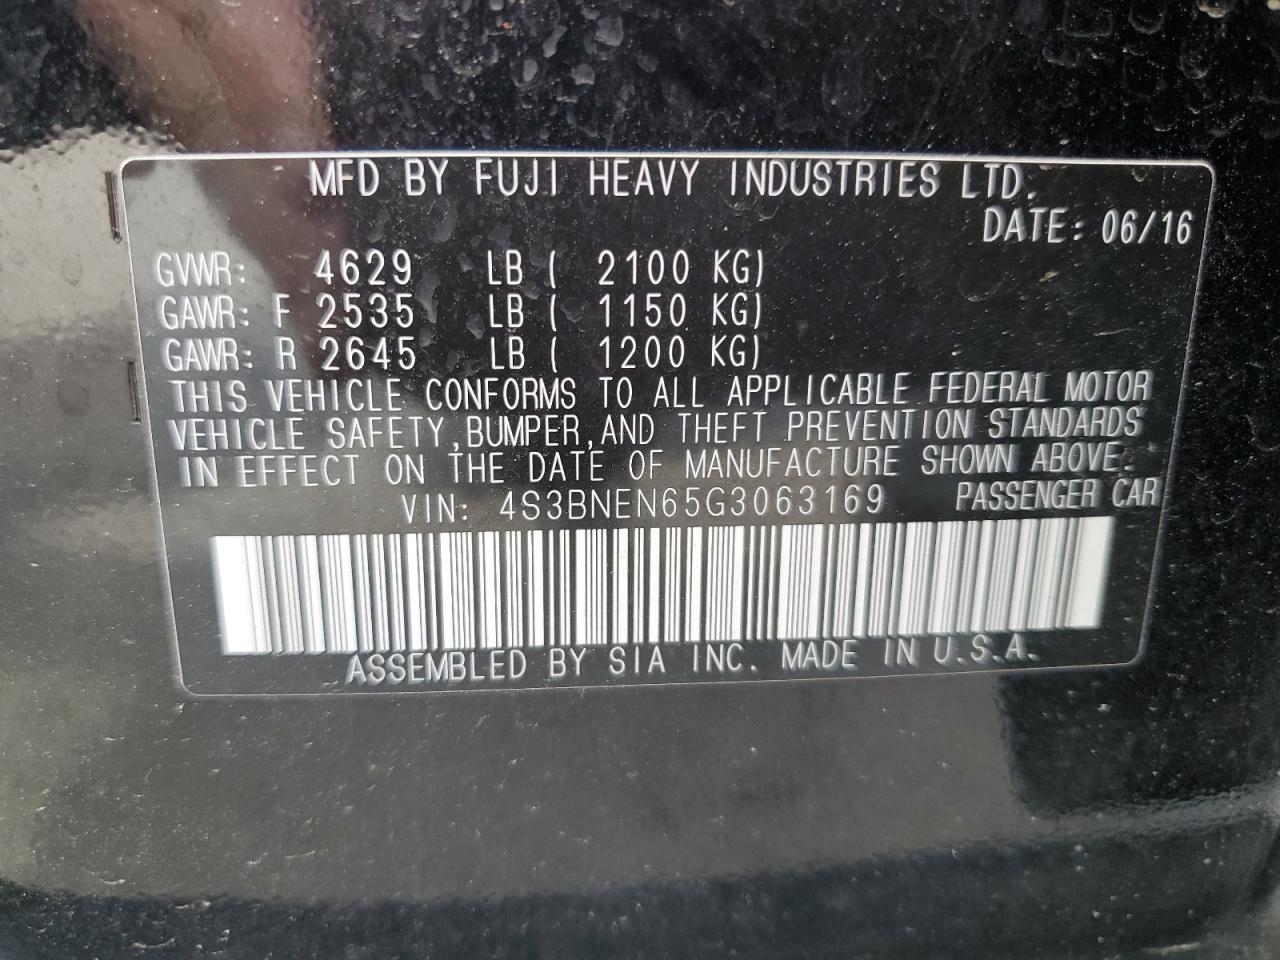 MFD BY FUJI HEAVY INDUSTRIES LTD.
DATE: 06/16
GVWR: 4629 LB ( 2100 KG)
GAWR: F 2535 LB ( 1150 KG)
GAWR: R 2645 LB ( 1200 KG)
THIS VEHICLE CONFORMS TO ALL APPLICABLE FEDERAL MOTOR
VEHICLE SAFETY, BUMPER, AND THEFT PREVENTION STANDARDS
IN EFFECT ON THE DATE OF MANUFACTURE SHOWN ABOVE.
VIN: 4S3BNEN65G3063169 PASSENGER CAR
ASSEMBLED BY SIA INC. MADE IN U.S.A.